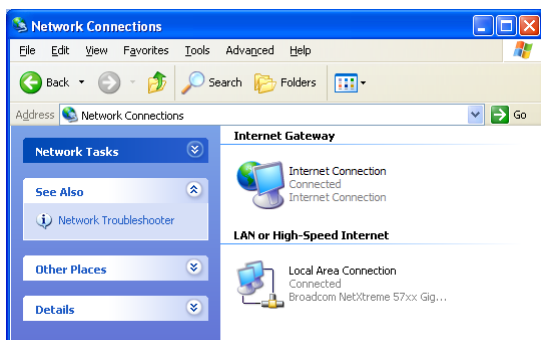 Network Connections
File Edit View Favorites Tools Advanced Help
Back Search Folders
Address Network Connections Go
Network Tasks
See Also
Network Troubleshooter
Other Places
Details
Internet Gateway
Internet Connection
Connected
Internet Connection
LAN or High-Speed Internet
Local Area Connection
Connected
Broadcom NetXtreme 57xx Gig...